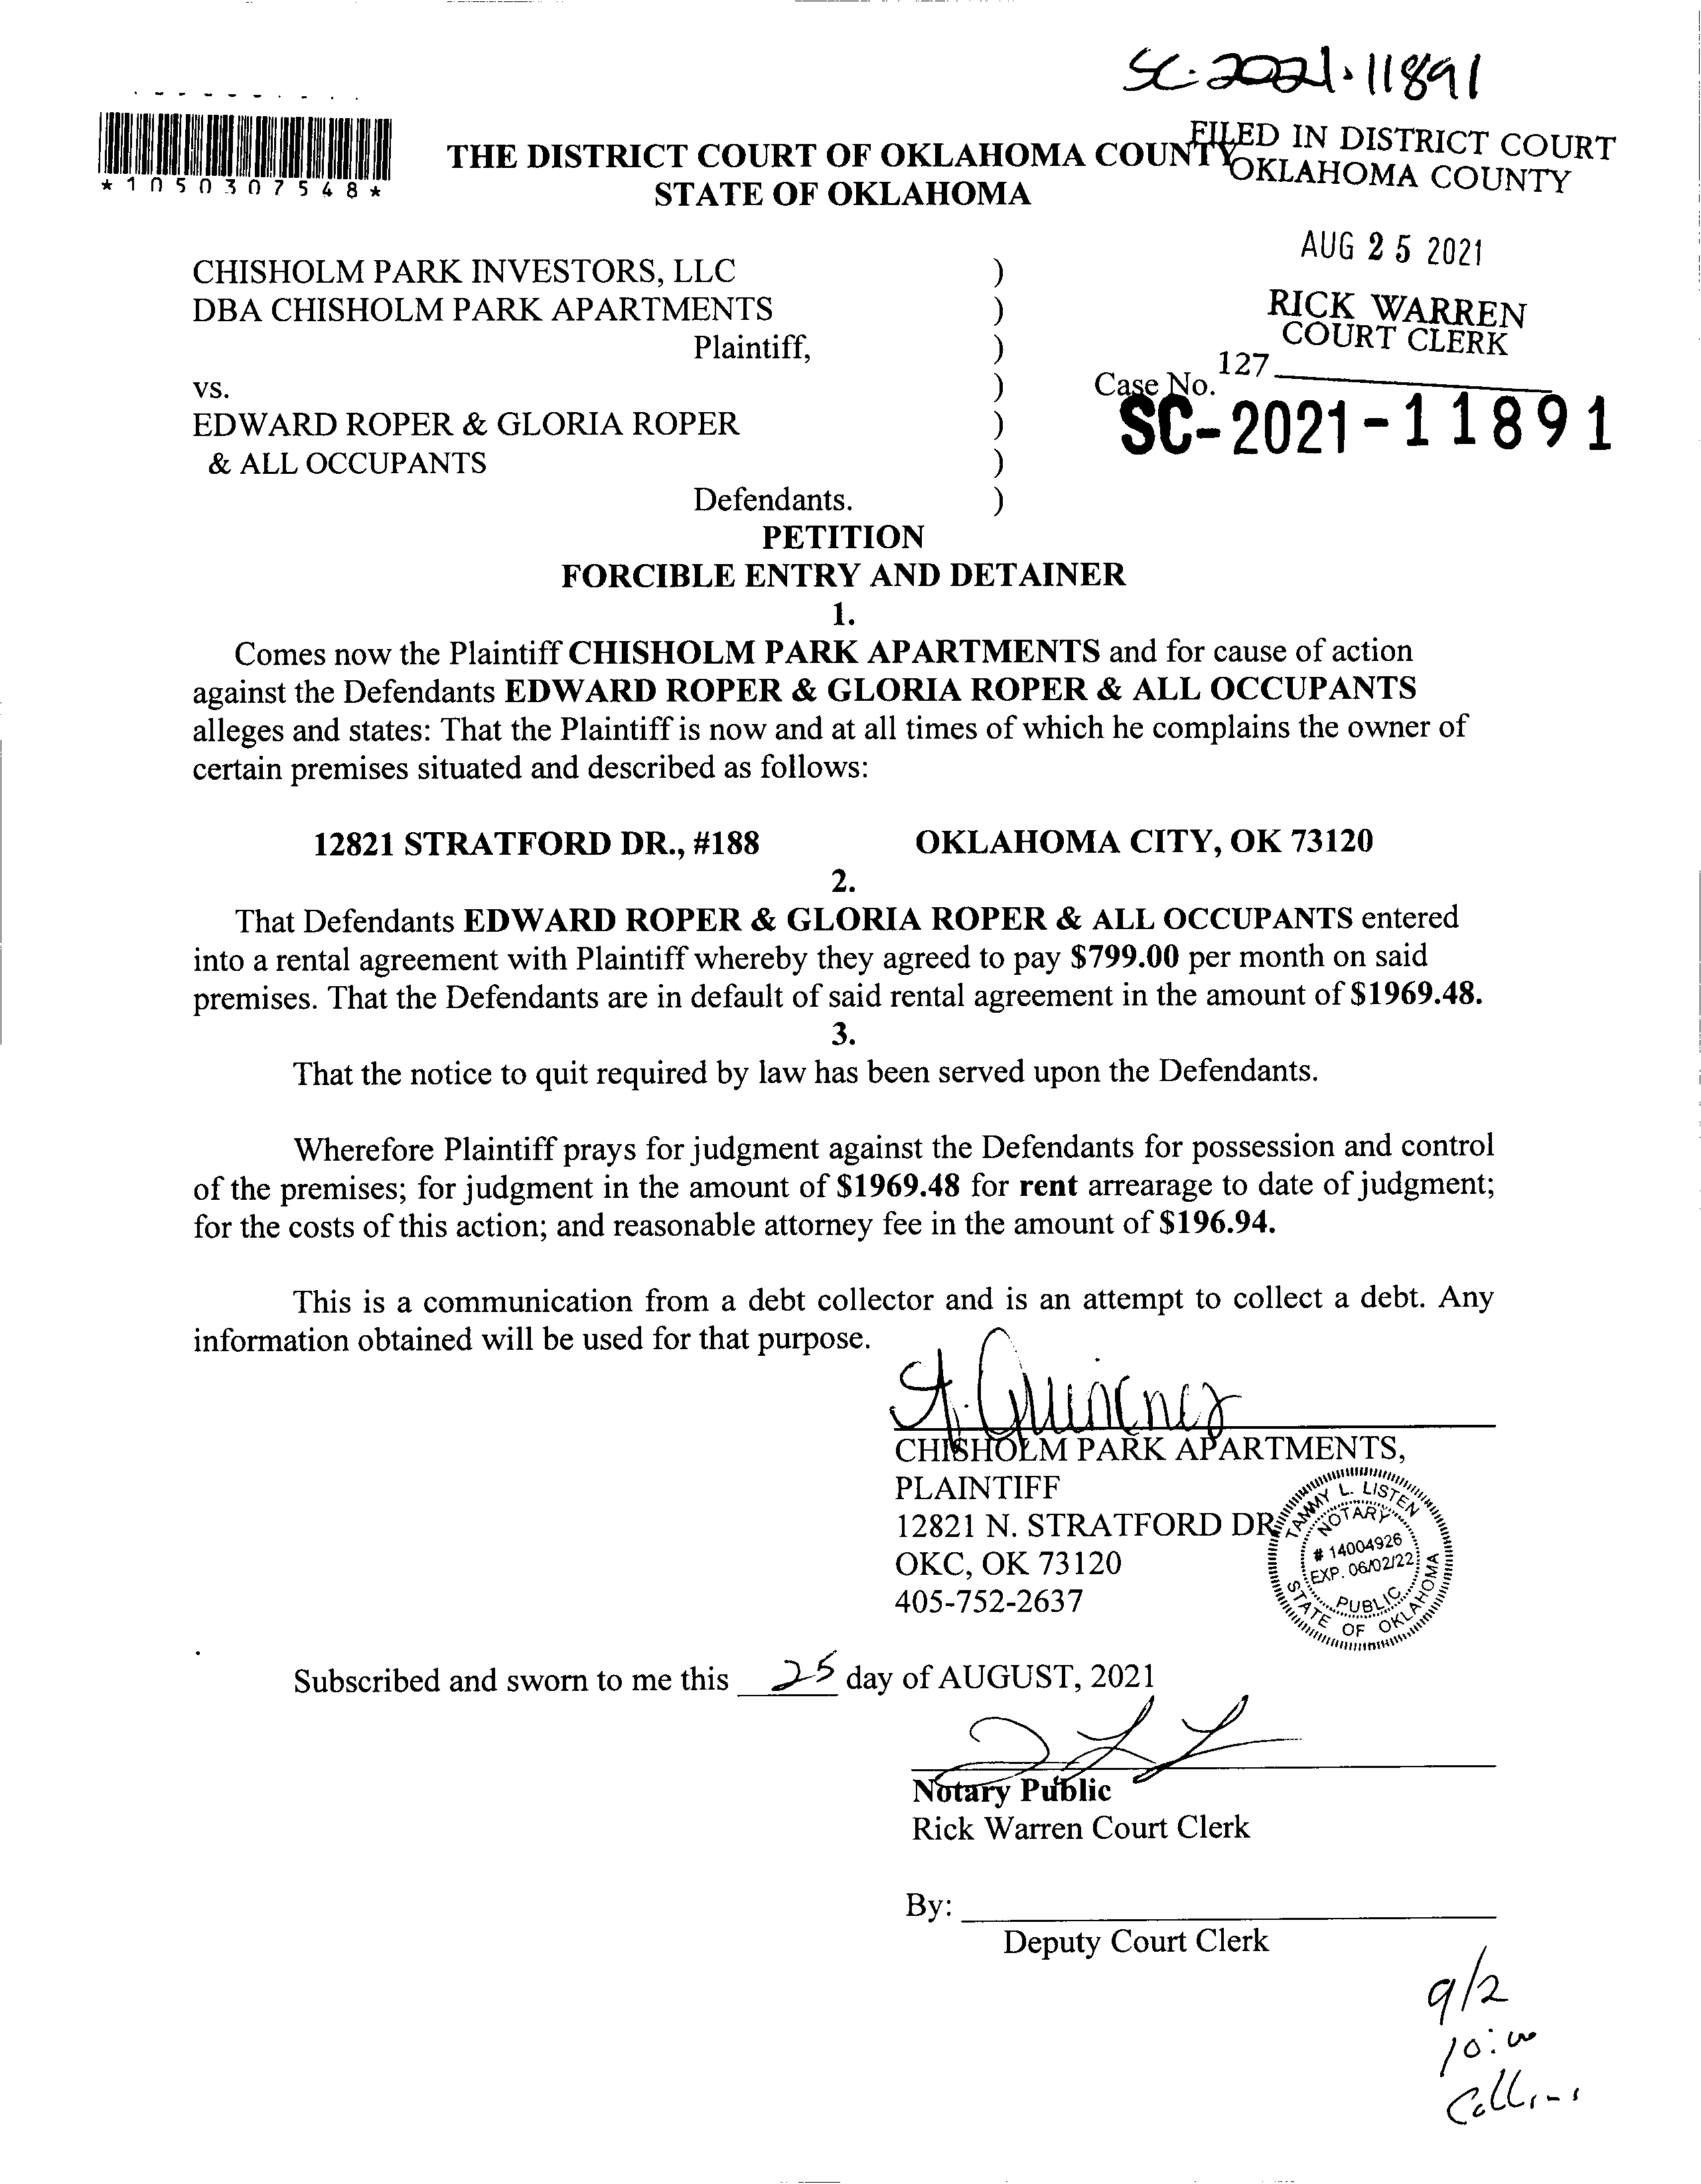 SC-2021-11891
*1050307548*
THE DISTRICT COURT OF OKLAHOMA COUNTY
STATE OF OKLAHOMA
FILED IN DISTRICT COURT
OKLAHOMA COUNTY
AUG 25 2021
RICK WARREN
COURT CLERK
127
CHISHOLM PARK INVESTORS, LLC )
DBA CHISHOLM PARK APARTMENTS )
Plaintiff, )
vs. ) Case No.
SC-2021-11891
EDWARD ROPER & GLORIA ROPER )
& ALL OCCUPANTS )
Defendants. )
PETITION
FORCIBLE ENTRY AND DETAINER
1.
Comes now the Plaintiff CHISHOLM PARK APARTMENTS and for cause of action
against the Defendants EDWARD ROPER & GLORIA ROPER & ALL OCCUPANTS
alleges and states: That the Plaintiff is now and at all times of which he complains the owner of
certain premises situated and described as follows:
12821 STRATFORD DR., #188 OKLAHOMA CITY, OK 73120
2.
That Defendants EDWARD ROPER & GLORIA ROPER & ALL OCCUPANTS entered
into a rental agreement with Plaintiff whereby they agreed to pay $799.00 per month on said
premises. That the Defendants are in default of said rental agreement in the amount of $1969.48.
3.
That the notice to quit required by law has been served upon the Defendants.
Wherefore Plaintiff prays for judgment against the Defendants for possession and control
of the premises; for judgment in the amount of $1969.48 for rent arrearage to date of judgment;
for the costs of this action; and reasonable attorney fee in the amount of $196.94.
This is a communication from a debt collector and is an attempt to collect a debt. Any
information obtained will be used for that purpose.
CHISHOLM PARK APARTMENTS,
PLAINTIFF
12821 N. STRATFORD DR
OKC, OK 73120
405-752-2637
TAMMY L. LISTEN
NOTARY
# 14004926
EXP. 06/02/22
PUBLIC
STATE OF OKLAHOMA
Subscribed and sworn to me this 25 day of AUGUST, 2021
Notary Public
Rick Warren Court Clerk
By:
Deputy Court Clerk
9/2
10:00